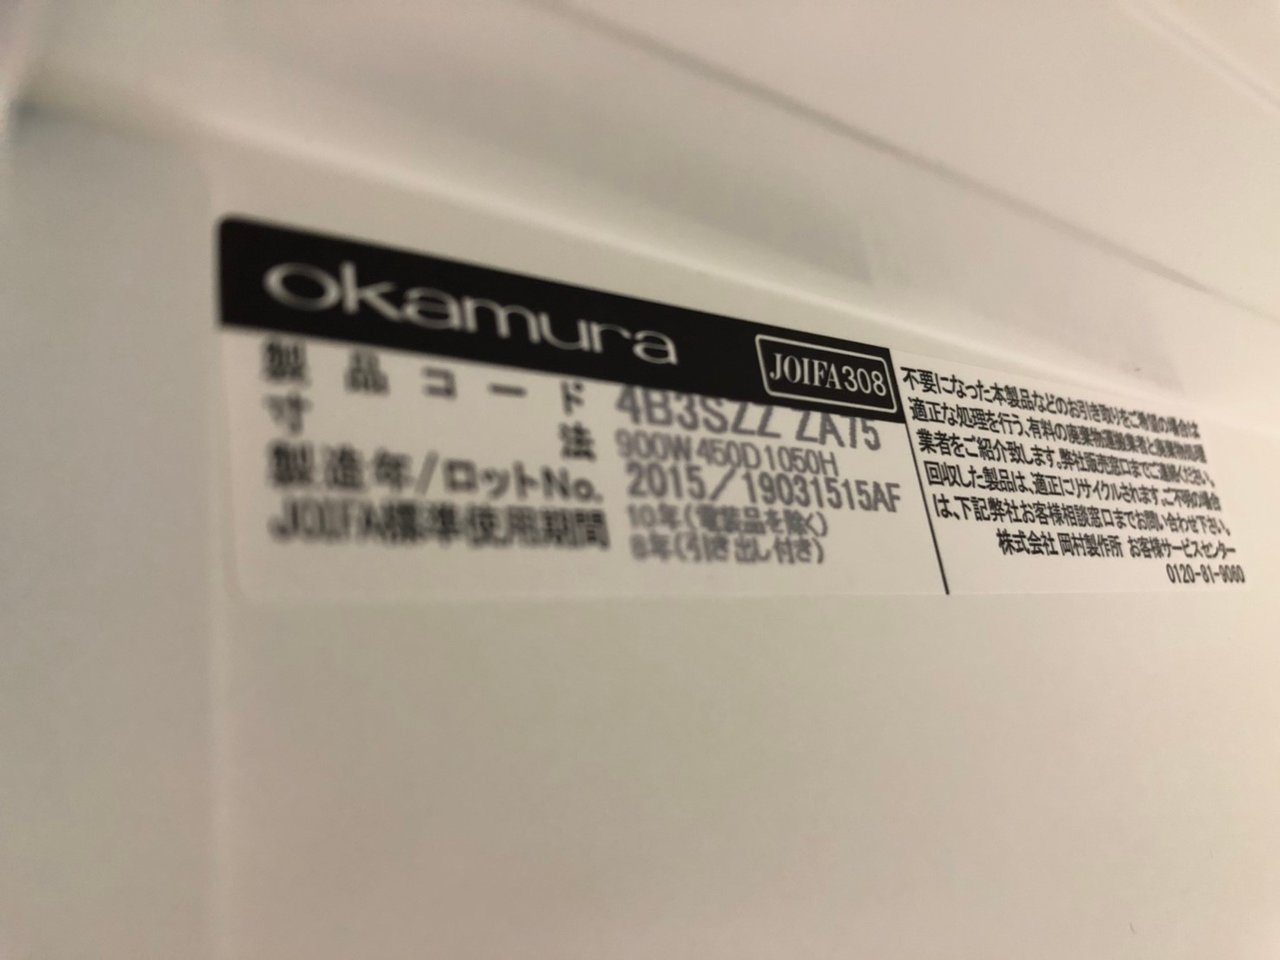 okamura
JOIFA308
製品コード 4B3SZZ ZA75
寸法 900W450D1050H
製造年/ロットNo. 2015/19031515AF
JOIFA標準使用期間 10年(電装品を除く)
8年(引き出し付き)
不要になった本製品などのお引き取りをご希望の場合は
適正な処理を行う、有料の廃棄物運搬業者と廃棄物処理
業者をご紹介致します。弊社販売窓口までご連絡ください。
回収した製品は、適正にリサイクルされます。ご不明の場合
は、下記弊社お客様相談窓口までお問い合わせ下さい。
株式会社 岡村製作所 お客様サービスセンター
0120-81-9060